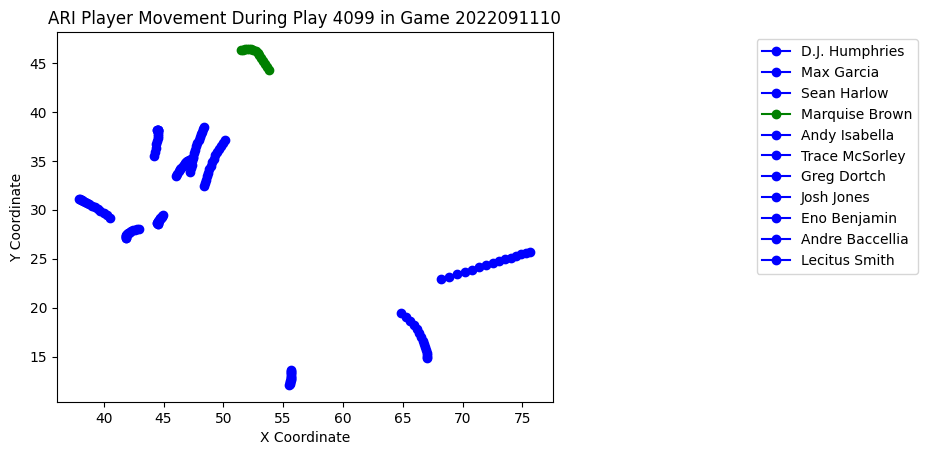 ARI Player Movement During Play 4099 in Game 2022091110
45
40
35
30
25
20
15
Y Coordinate
40 45 50 55 60 65 70 75
X Coordinate
D.J. Humphries
Max Garcia
Sean Harlow
Marquise Brown
Andy Isabella
Trace McSorley
Greg Dortch
Josh Jones
Eno Benjamin
Andre Baccellia
Lecitus Smith